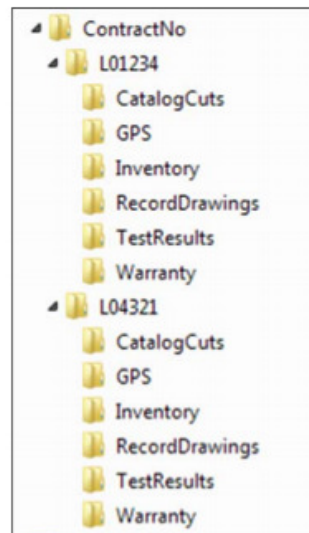 ContractNo
L01234
CatalogCuts
GPS
Inventory
RecordDrawings
TestResults
Warranty
L04321
CatalogCuts
GPS
Inventory
RecordDrawings
TestResults
Warranty